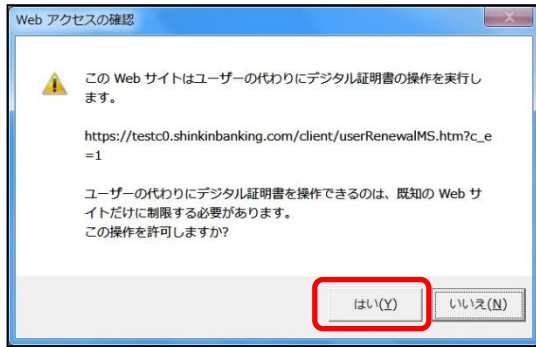 Web アクセスの確認
この Web サイトはユーザーの代わりにデジタル証明書の操作を実行し
ます。
https://testc0.shinkinbanking.com/client/userRenewalMS.htm?c_e
=1
ユーザーの代わりにデジタル証明書を操作できるのは、既知の Web サ
イトだけに制限する必要があります。
この操作を許可しますか?
はい(Y) いいえ(N)